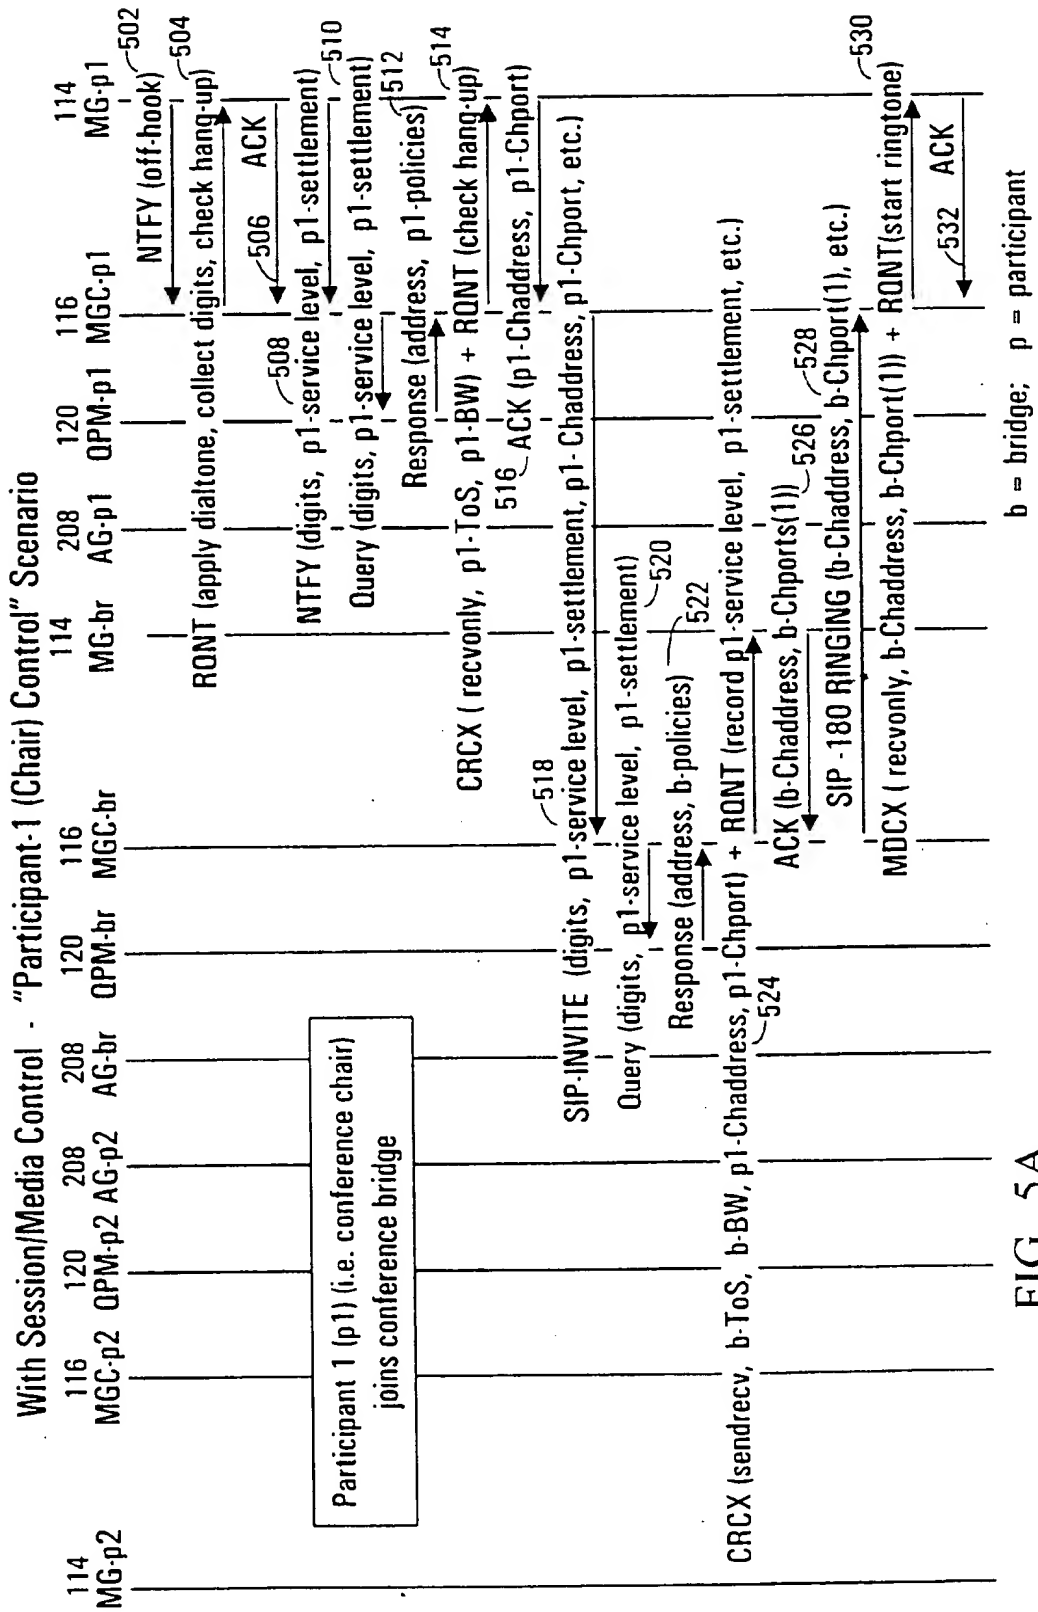 With Session/Media Control - "Participant-1 (Chair) Control" Scenario
114 116 120 208 208 120 116 114 208 120 116 114
MG-p2 MGC-p2 QPM-p2 AG-p2 AG-br QPM-br MGC-br MG-br AG-p1 QPM-p1 MGC-p1 MG-p1
NTFY (off-hook) 502
RQNT (apply dialtone, collect digits, check hang-up) 504
506 ACK
Participant 1 (p1) (i.e. conference chair)
joins conference bridge
508
NTFY (digits, p1-service level, p1-settlement)
510
Query (digits, p1-service level, p1-settlement)
512
Response (address, p1-policies)
514
CRCX ( recvonly, p1-ToS, p1-BW) + RQNT (check hang-up)
516 ACK (p1-Chaddress, p1-Chport)
518
SIP-INVITE (digits, p1-service level, p1-settlement, p1- Chaddress, p1-Chport, etc.)
Query (digits, p1-service level, p1-settlement) 520
Response (address, b-policies) 522
CRCX (sendrecv, b-ToS, b-BW, p1-Chaddress, p1-Chport) + RQNT (record p1-service level, p1-settlement, etc.)
524
ACK (b-Chaddress, b-Chports(1)) 526
SIP -180 RINGING (b-Chaddress, b-Chport(1), etc.) 528
MDCX ( recvonly, b-Chaddress, b-Chport(1)) + RQNT(start ringtone) 530
532 ACK
b = bridge; p = participant
FIG. 5A